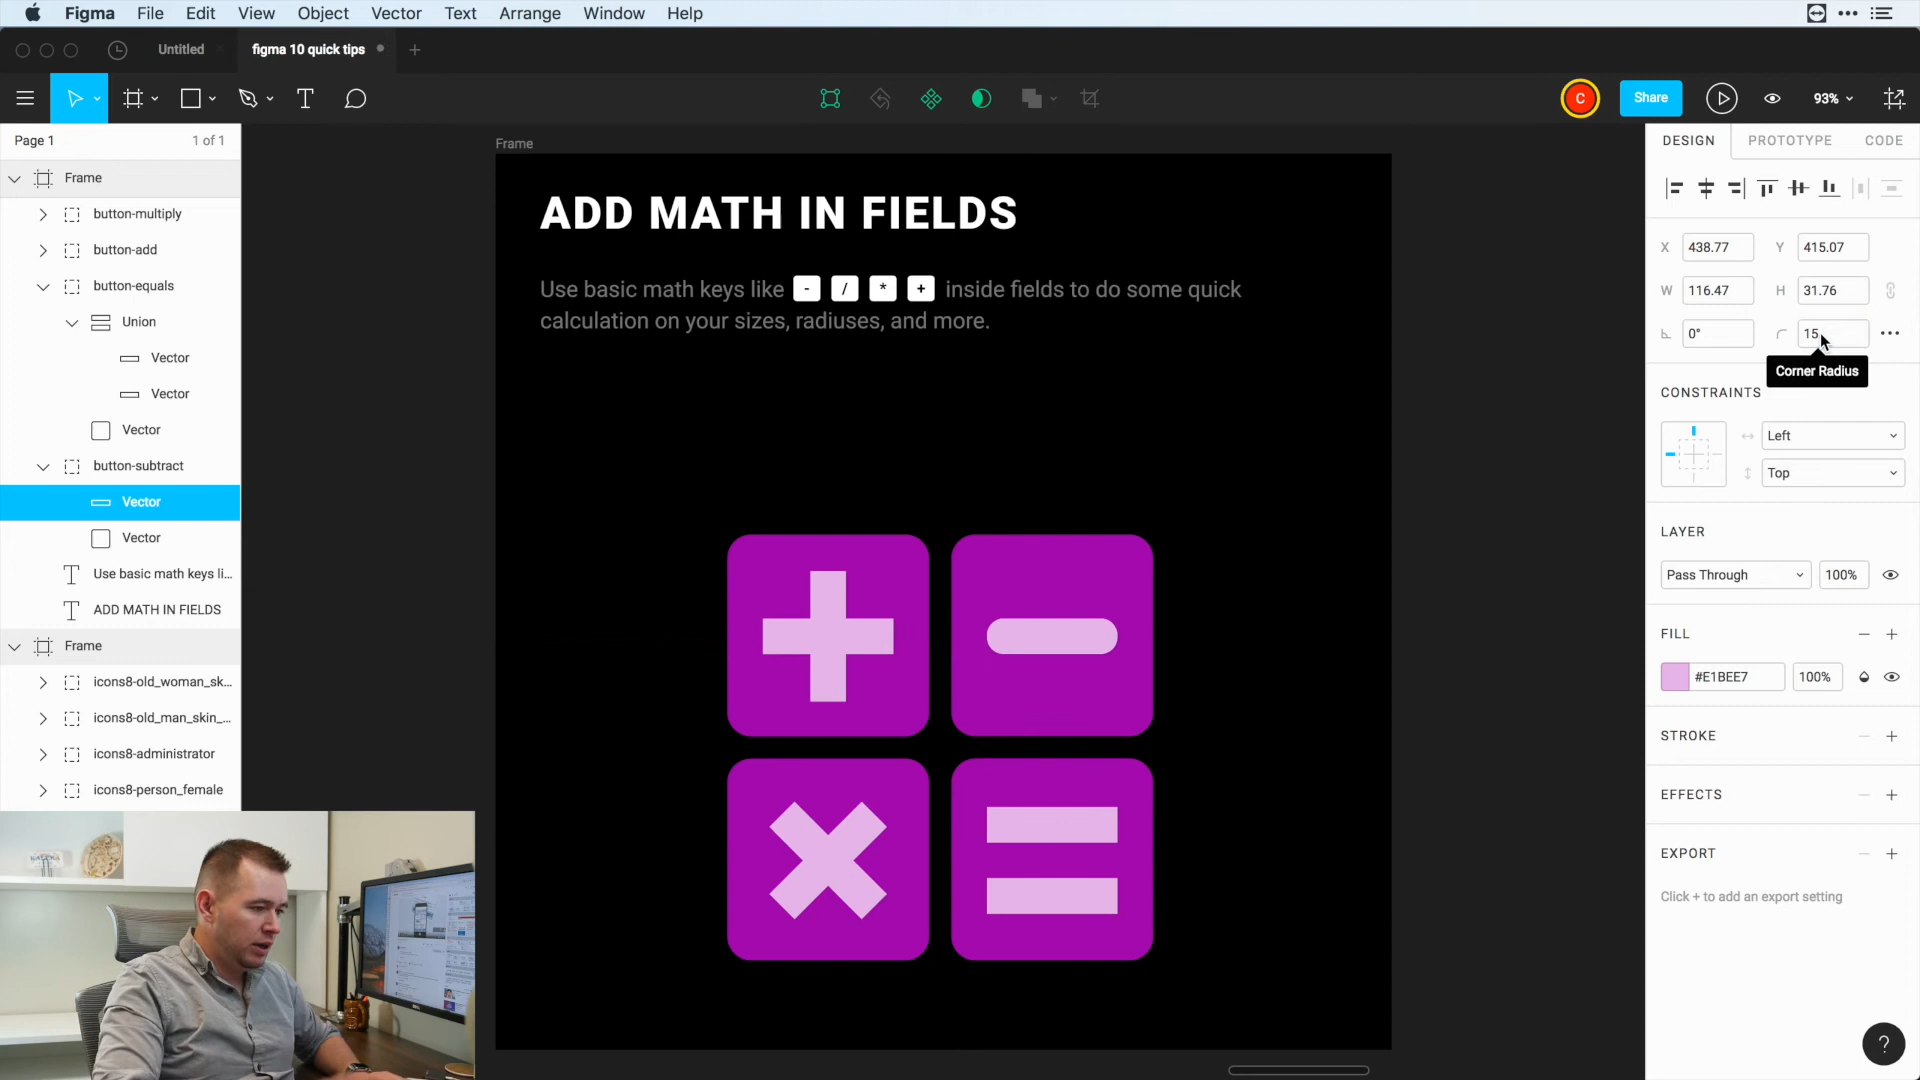 Figma File Edit View Object Vector Text Arrange Window Help
Untitled figma 10 quick tips
C Share 93%
Page 1 1 of 1
Frame
button-multiply
button-add
button-equals
Union
Vector
Vector
Vector
button-subtract
Vector
Vector
Use basic math keys li...
ADD MATH IN FIELDS
Frame
icons8-old_woman_sk...
icons8-old_man_skin_...
icons8-administrator
icons8-person_female
Frame
ADD MATH IN FIELDS
Use basic math keys like - / * + inside fields to do some quick
calculation on your sizes, radiuses, and more.
DESIGN PROTOTYPE CODE
X 438.77 Y 415.07
W 116.47 H 31.76
0° 15
Corner Radius
CONSTRAINTS
Left
Top
LAYER
Pass Through 100%
FILL
#E1BEE7 100%
STROKE
EFFECTS
EXPORT
Click + to add an export setting
?